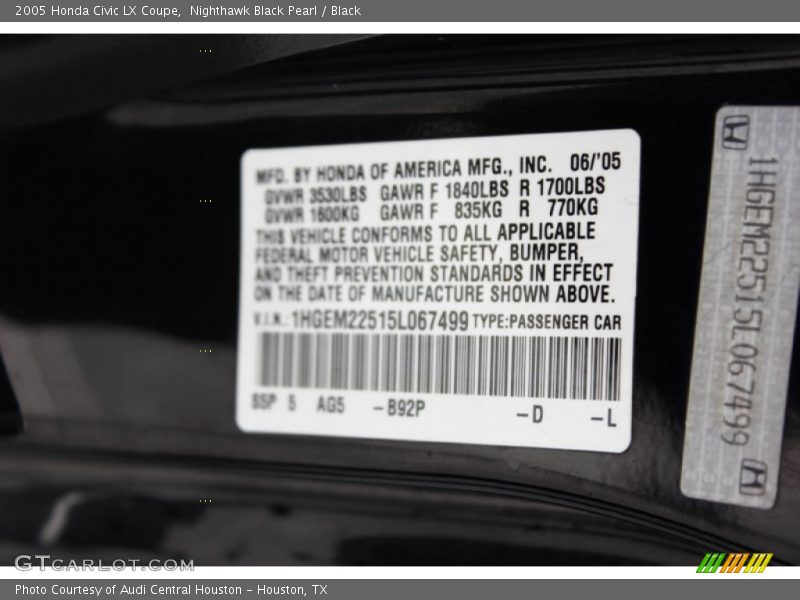 2005 Honda Civic LX Coupe,  Nighthawk Black Pearl / Black
MFD. BY HONDA OF AMERICA MFG., INC. 06/'05
GVWR 3530LBS GAWR F 1840LBS R 1700LBS
GVWR 1600KG GAWR F 835KG R 770KG
THIS VEHICLE CONFORMS TO ALL APPLICABLE
FEDERAL MOTOR VEHICLE SAFETY, BUMPER,
AND THEFT PREVENTION STANDARDS IN EFFECT
ON THE DATE OF MANUFACTURE SHOWN ABOVE.
V.I.N.: 1HGEM22515L067499 TYPE:PASSENGER CAR
S5P 5 AG5 -B92P -D -L
1HGEM22515L067499
GTcarlot.com
Photo Courtesy of Audi Central Houston - Houston, TX